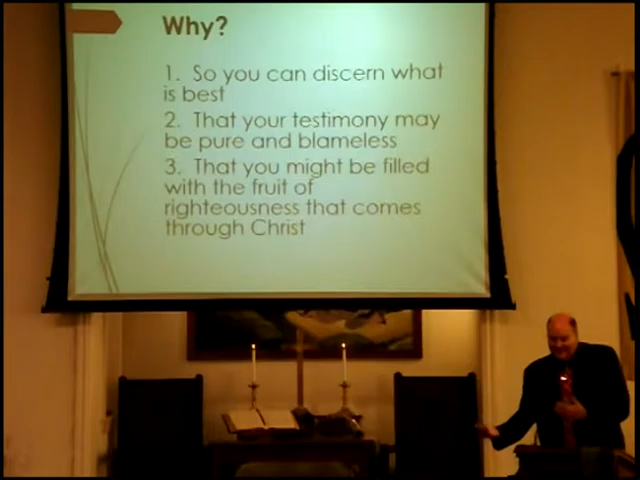 Why?
1. So you can discern what
is best
2. That your testimony may
be pure and blameless
3. That you might be filled
with the fruit of
righteousness that comes
through Christ